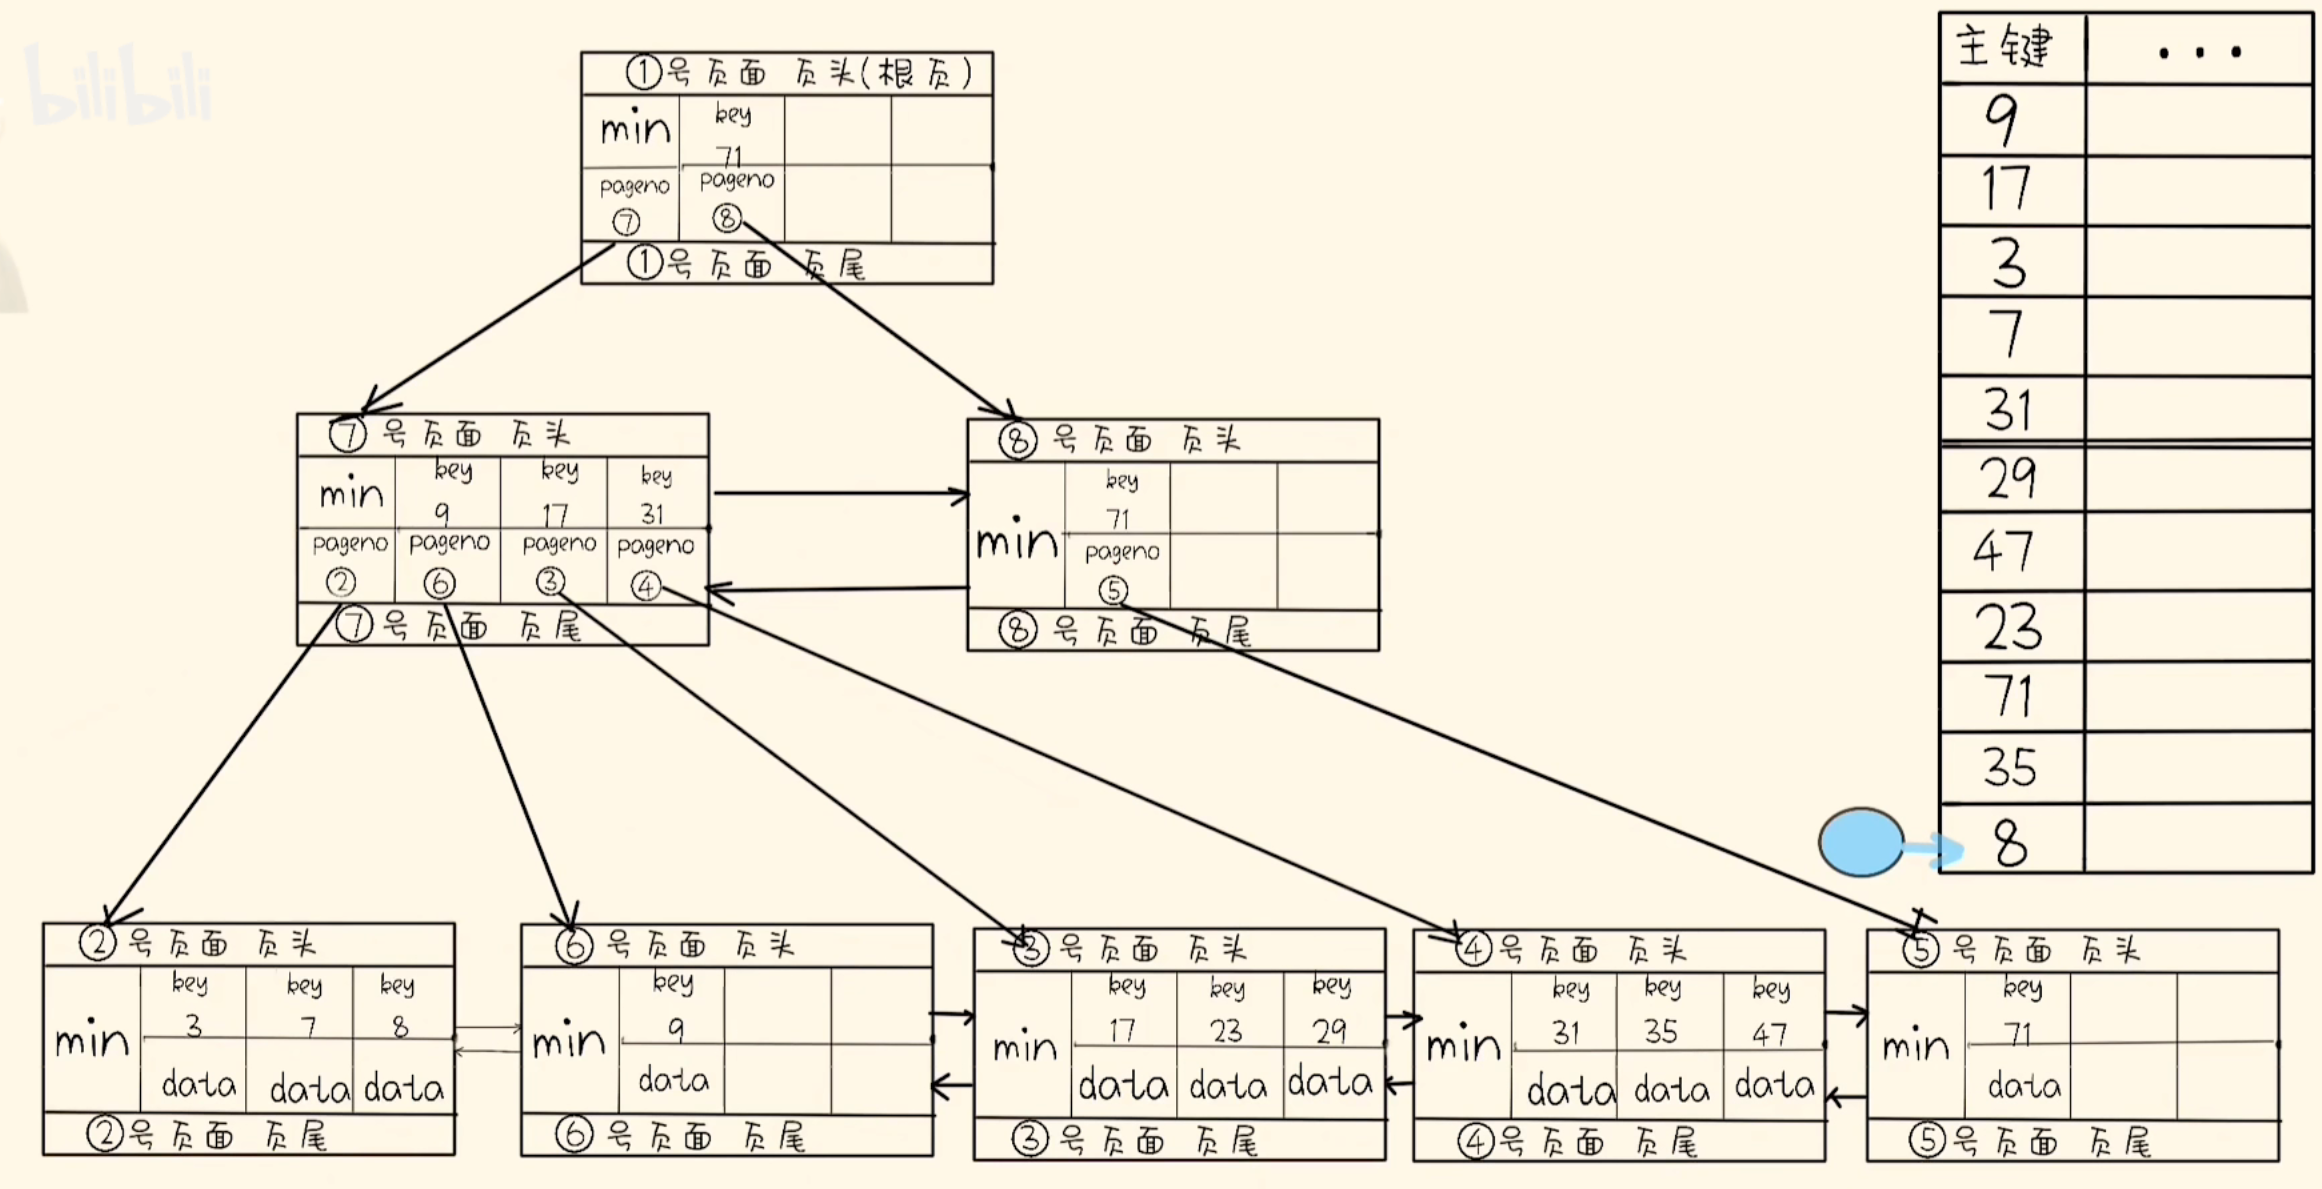 bilibili
①号页面 页头(根页)
min key
71
pageno pageno
⑦ ⑧
①号页面 页尾
⑦号页面 页头
min key key key
9 17 31
pageno pageno pageno pageno
② ⑥ ③ ④
⑦号页面 页尾
⑧号页面 页头
min key
71
pageno
⑤
⑧号页面 页尾
②号页面 页头
key key key
min 3 7 8
data data data
②号页面 页尾
⑥号页面 页头
key
min 9
data
⑥号页面 页尾
③号页面 页头
key key key
min 17 23 29
data data data
③号页面 页尾
④号页面 页头
key key key
min 31 35 47
data data data
④号页面 页尾
⑤号页面 页头
key
min 71
data
⑤号页面 页尾
主键 ...
9
17
3
7
31
29
47
23
71
35
8